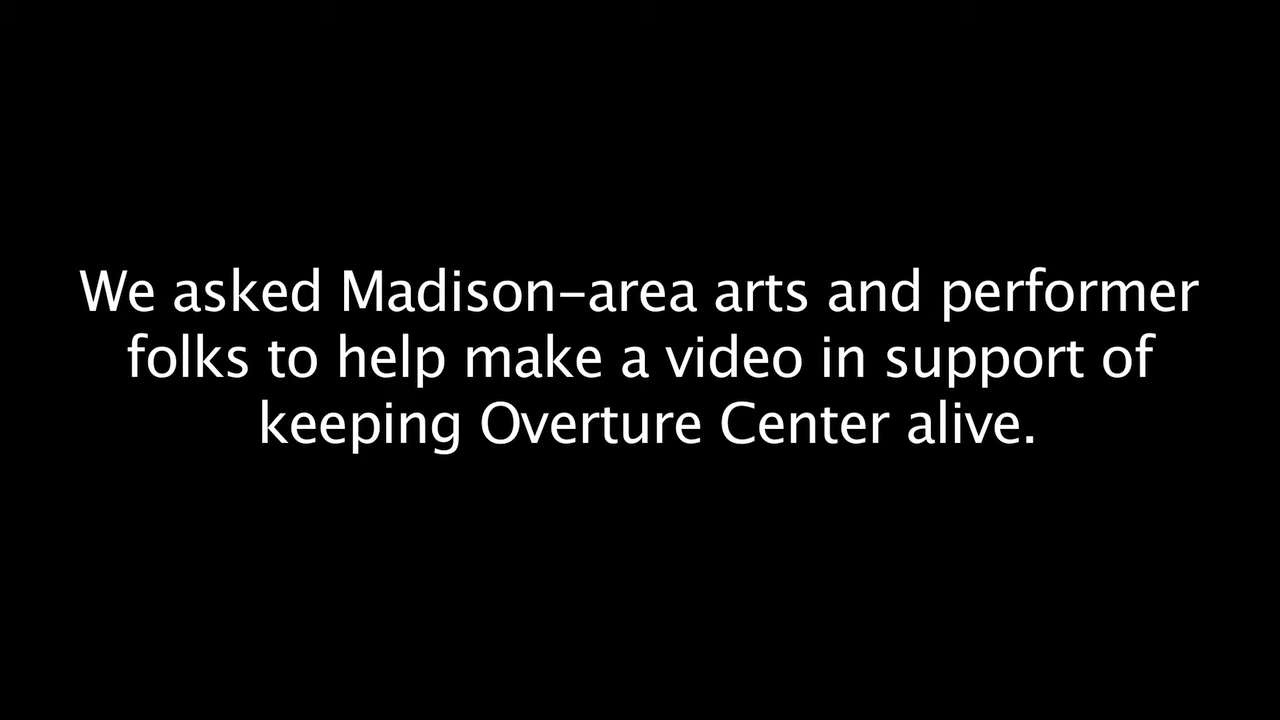 We asked Madison-area arts and performer
folks to help make a video in support of
keeping Overture Center alive.